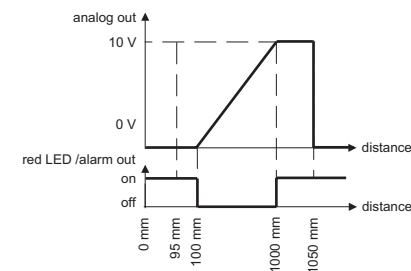 analog out
10 V
0 V
distance
red LED /alarm out
on
off
distance
0 mm
95 mm
100 mm
1000 mm
1050 mm